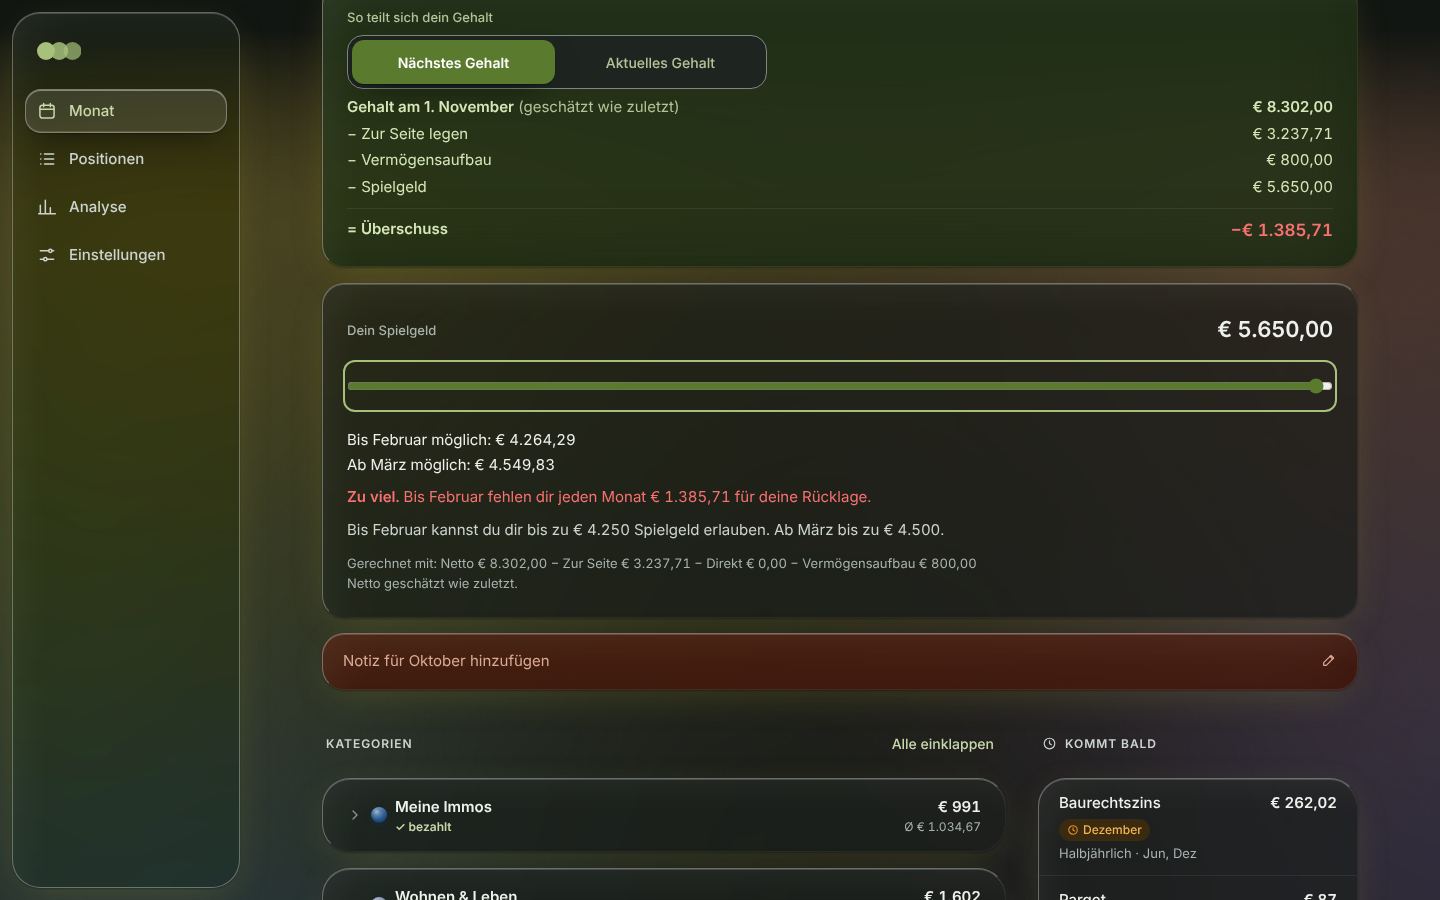 So teilt sich dein Gehalt
Nächstes Gehalt
Aktuelles Gehalt
Gehalt am 1. November (geschätzt wie zuletzt) € 8.302,00
− Zur Seite legen € 3.237,71
− Vermögensaufbau € 800,00
− Spielgeld € 5.650,00
= Überschuss −€ 1.385,71
Monat
Positionen
Analyse
Einstellungen
Dein Spielgeld € 5.650,00
Bis Februar möglich: € 4.264,29
Ab März möglich: € 4.549,83
Zu viel. Bis Februar fehlen dir jeden Monat € 1.385,71 für deine Rücklage.
Bis Februar kannst du dir bis zu € 4.250 Spielgeld erlauben. Ab März bis zu € 4.500.
Gerechnet mit: Netto € 8.302,00 − Zur Seite € 3.237,71 − Direkt € 0,00 − Vermögensaufbau € 800,00
Netto geschätzt wie zuletzt.
Notiz für Oktober hinzufügen
KATEGORIEN
Alle einklappen
Meine Immos € 991
✓ bezahlt Ø € 1.034,67
Wohnen & Leben € 1.602
KOMMT BALD
Baurechtszins € 262,02
Dezember
Halbjährlich · Jun, Dez
€ 87